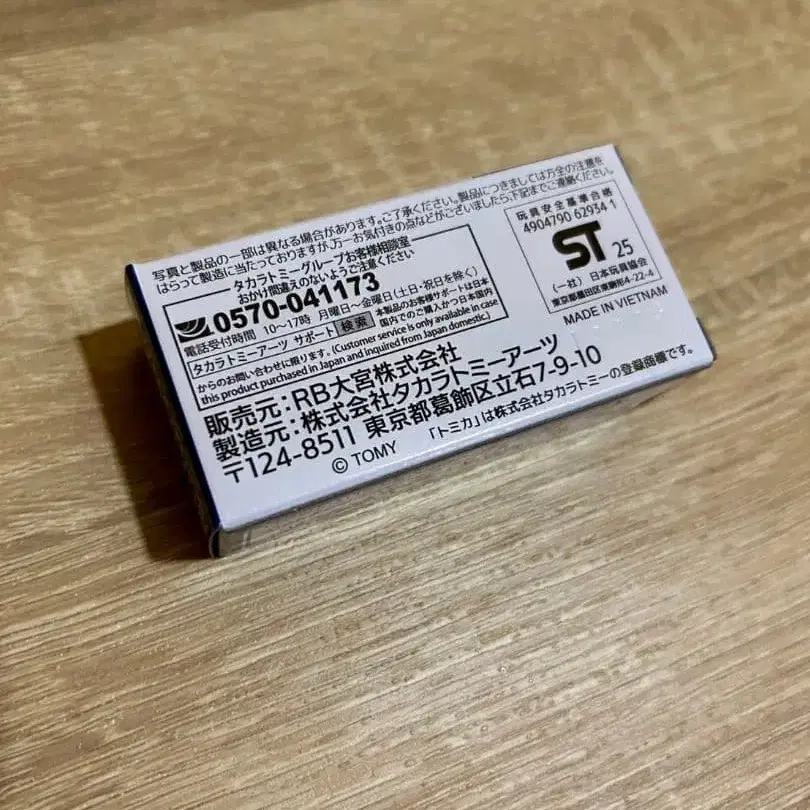 写真と製品の一部は異なる場合があります。ご了承ください。製品につきましては万全の注意を
はらって製造に当たっておりますが、万一お気付きの点などがございましたら、下記までご連絡ください。
タカラトミーグループお客様相談室
おかけ間違えのないようご注意ください
0570-041173
電話受付時間 10〜17時 月曜日〜金曜日(土日・祝日を除く)
タカラトミーアーツ サポート 検索
本製品のお客様サポートは日本
国内でのご購入かつ日本国内
からのお問い合わせに限ります。(Customer service is only available in case
this product purchased in Japan and inquired from Japan domestic.)
販売元:RB大宮株式会社
製造元:株式会社タカラトミーアーツ
〒124-8511 東京都葛飾区立石7-9-10
© TOMY 「トミカ」は株式会社タカラトミーの登録商標です。
玩具安全基準合格
4904790 62934 1
ST 25
(一社) 日本玩具協会
東京都墨田区東駒形4-22-4
MADE IN VIETNAM